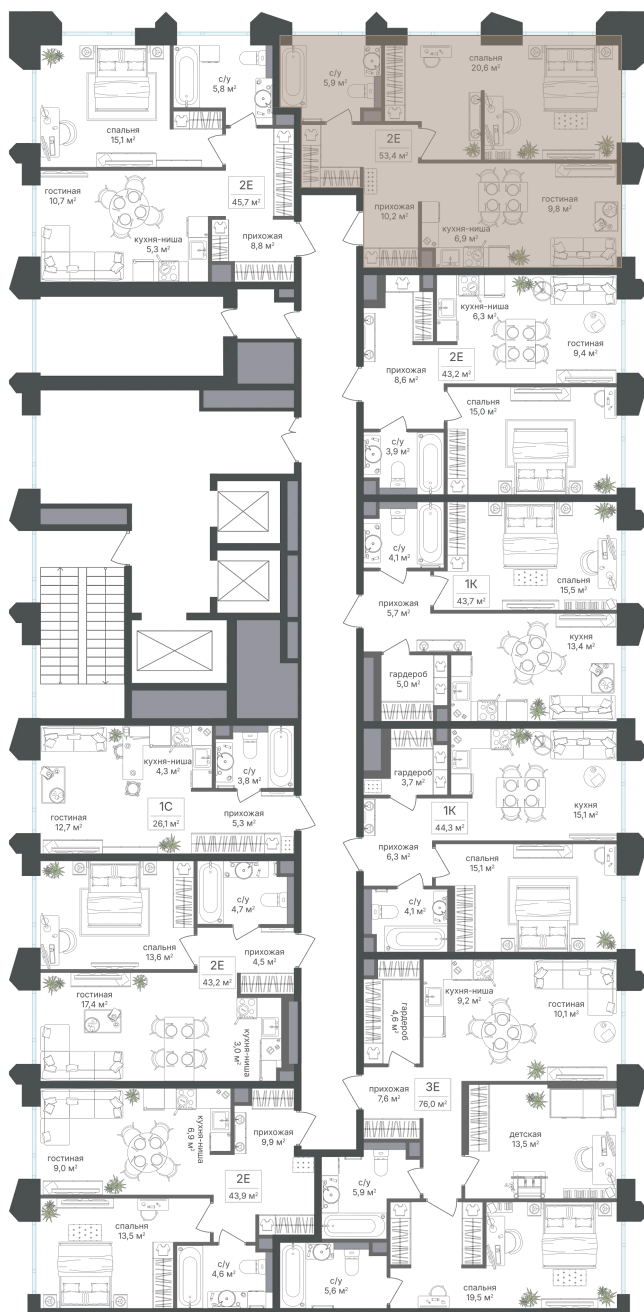 с/у
5,8 м²
спальня
15,1 м²
гостиная
10,7 м²
2Е
45,7 м²
кухня-ниша
5,3 м²
прихожая
8,8 м²
с/у
5,9 м²
спальня
20,6 м²
2Е
53,4 м²
прихожая
10,2 м²
гостиная
9,8 м²
кухня-ниша
6,9 м²
кухня-ниша
6,3 м²
гостиная
9,4 м²
2Е
43,2 м²
прихожая
8,6 м²
спальня
15,0 м²
с/у
3,9 м²
с/у
4,1 м²
1К
43,7 м²
спальня
15,5 м²
прихожая
5,7 м²
кухня
13,4 м²
гардероб
5,0 м²
кухня-ниша
4,3 м²
с/у
3,8 м²
1С
26,1 м²
гостиная
12,7 м²
прихожая
5,3 м²
гардероб
3,7 м²
кухня
15,1 м²
1К
44,3 м²
прихожая
6,3 м²
спальня
15,1 м²
с/у
4,1 м²
с/у
4,7 м²
спальня
13,6 м²
прихожая
4,5 м²
2Е
43,2 м²
гостиная
17,4 м²
кухня-ниша
3,0 м²
кухня-ниша
9,2 м²
гостиная
10,1 м²
гардероб
4,6 м²
прихожая
7,6 м²
3Е
76,0 м²
детская
13,5 м²
с/у
5,9 м²
с/у
5,6 м²
спальня
19,5 м²
кухня-ниша
6,9 м²
прихожая
9,9 м²
гостиная
9,0 м²
2Е
43,9 м²
спальня
13,5 м²
с/у
4,6 м²